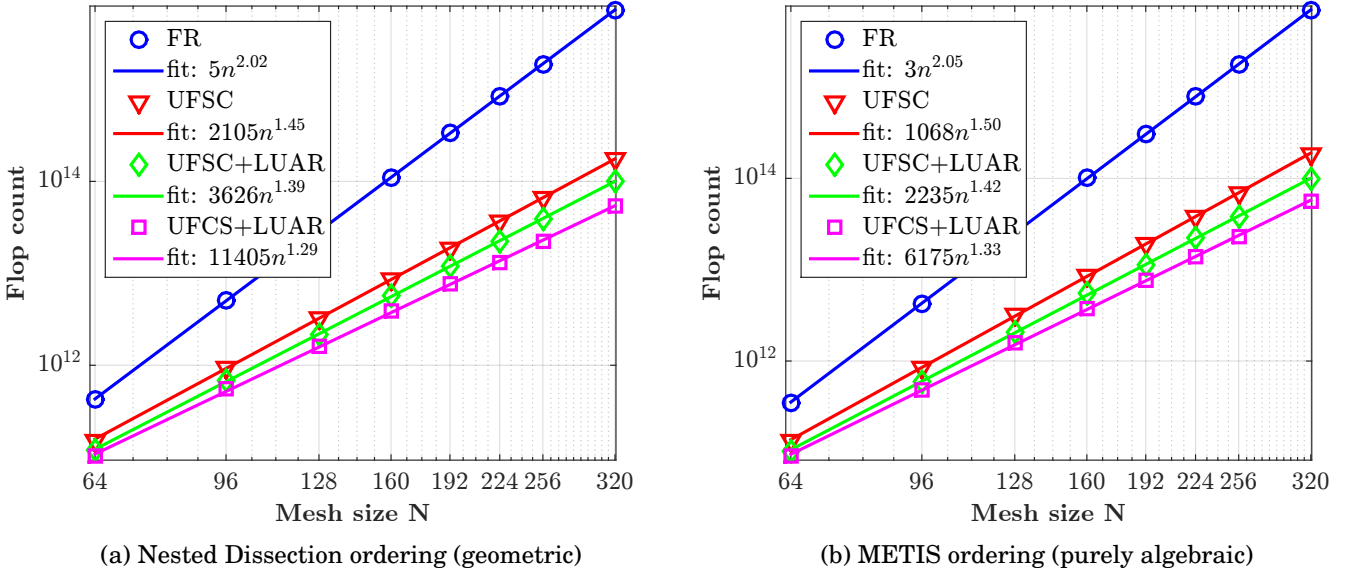 FR
fit: 5n^2.02
UFSC
fit: 2105n^1.45
UFSC+LUAR
fit: 3626n^1.39
UFCS+LUAR
fit: 11405n^1.29
10^14
10^12
Flop count
64 96 128 160 192 224 256 320
Mesh size N
(a) Nested Dissection ordering (geometric)
FR
fit: 3n^2.05
UFSC
fit: 1068n^1.50
UFSC+LUAR
fit: 2235n^1.42
UFCS+LUAR
fit: 6175n^1.33
10^14
10^12
Flop count
64 96 128 160 192 224 256 320
Mesh size N
(b) METIS ordering (purely algebraic)